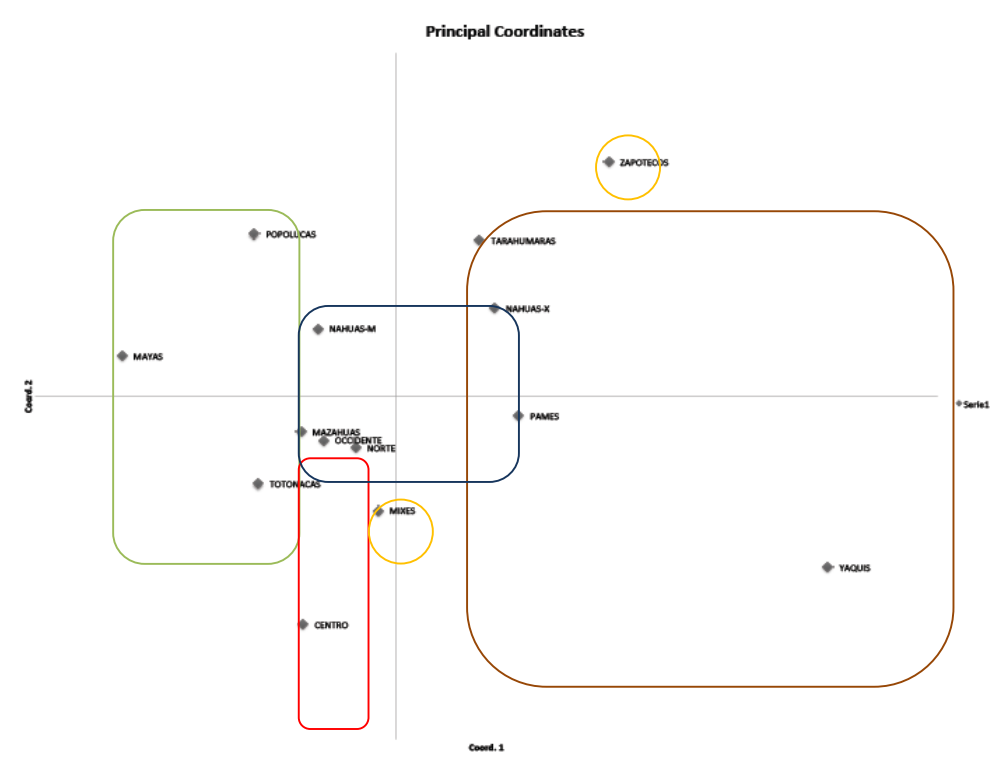 Principal Coordinates
ZAPOTECOS
POPOLUCAS
TARAHUMARAS
NAHUAS-X
NAHUAS-M
MAYAS
Coord. 2
Serie1
PAMES
MAZAHUAS
OCCIDENTE
NORTE
TOTONACAS
MIXES
YAQUIS
CENTRO
Coord. 1